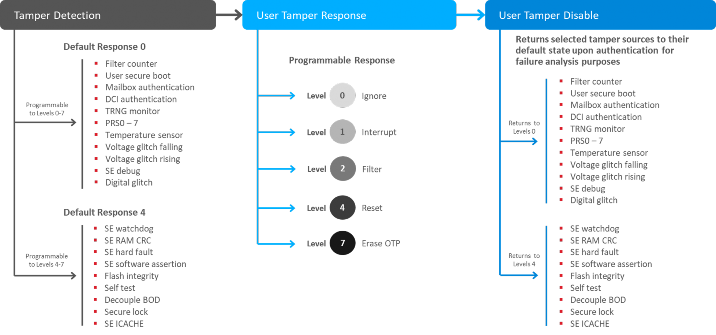 Tamper Detection
User Tamper Response
User Tamper Disable
Default Response 0
Programmable
to Levels 0-7
Filter counter
User secure boot
Mailbox authentication
DCI authentication
TRNG monitor
PRS0 – 7
Temperature sensor
Voltage glitch falling
Voltage glitch rising
SE debug
Digital glitch
Default Response 4
Programmable
to Levels 4-7
SE watchdog
SE RAM CRC
SE hard fault
SE software assertion
Flash integrity
Self test
Decouple BOD
Secure lock
SE ICACHE
Programmable Response
Level 0 Ignore
Level 1 Interrupt
Level 2 Filter
Level 4 Reset
Level 7 Erase OTP
Returns selected tamper sources to their
default state upon authentication for
failure analysis purposes
Returns to
Levels 0
Filter counter
User secure boot
Mailbox authentication
DCI authentication
TRNG monitor
PRS0 – 7
Temperature sensor
Voltage glitch falling
Voltage glitch rising
SE debug
Digital glitch
Returns to
Levels 4
SE watchdog
SE RAM CRC
SE hard fault
SE software assertion
Flash integrity
Self test
Decouple BOD
Secure lock
SE ICACHE